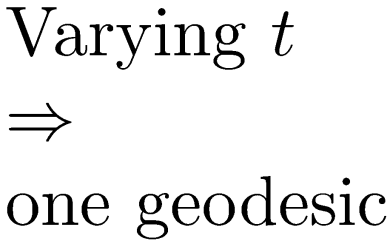 Varying t
⇒
one geodesic